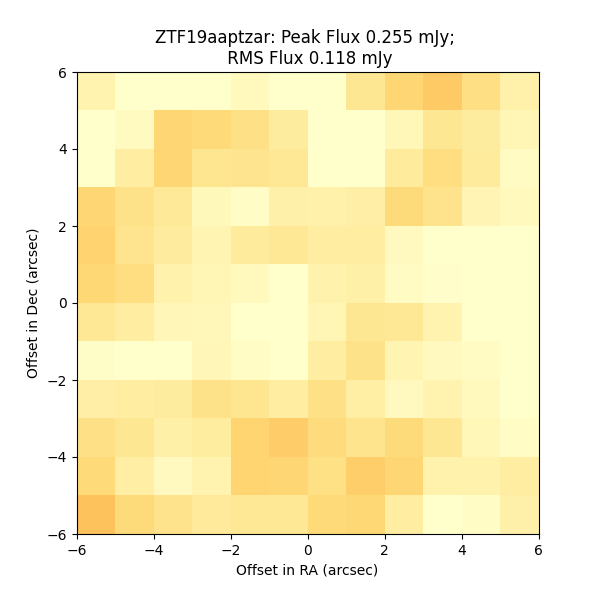 ZTF19aaptzar: Peak Flux 0.255 mJy;
RMS Flux 0.118 mJy
6
4
2
0
−2
−4
−6
Offset in Dec (arcsec)
−6 −4 −2 0 2 4 6
Offset in RA (arcsec)